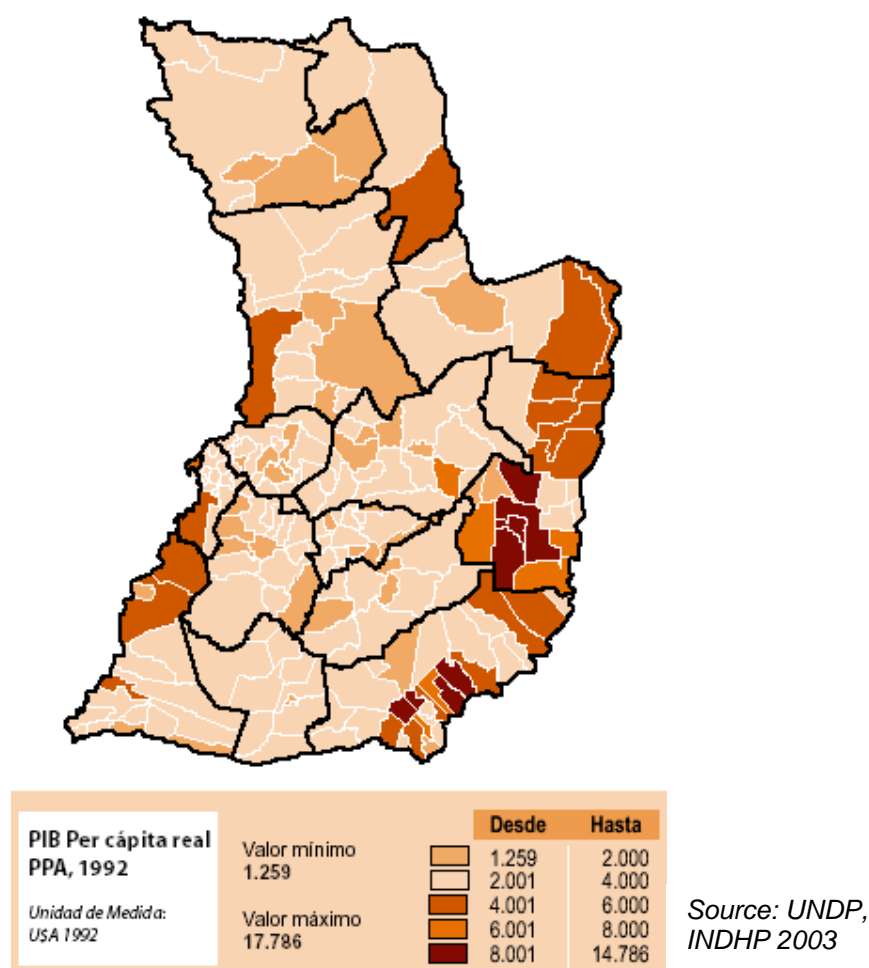 PIB Per cápita real
PPA, 1992
Unidad de Medida:
U$A 1992
Valor mínimo
1.259
Valor máximo
17.786
Desde Hasta
1.259 2.000
2.001 4.000
4.001 6.000
6.001 8.000
8.001 14.786
Source: UNDP,
INDHP 2003